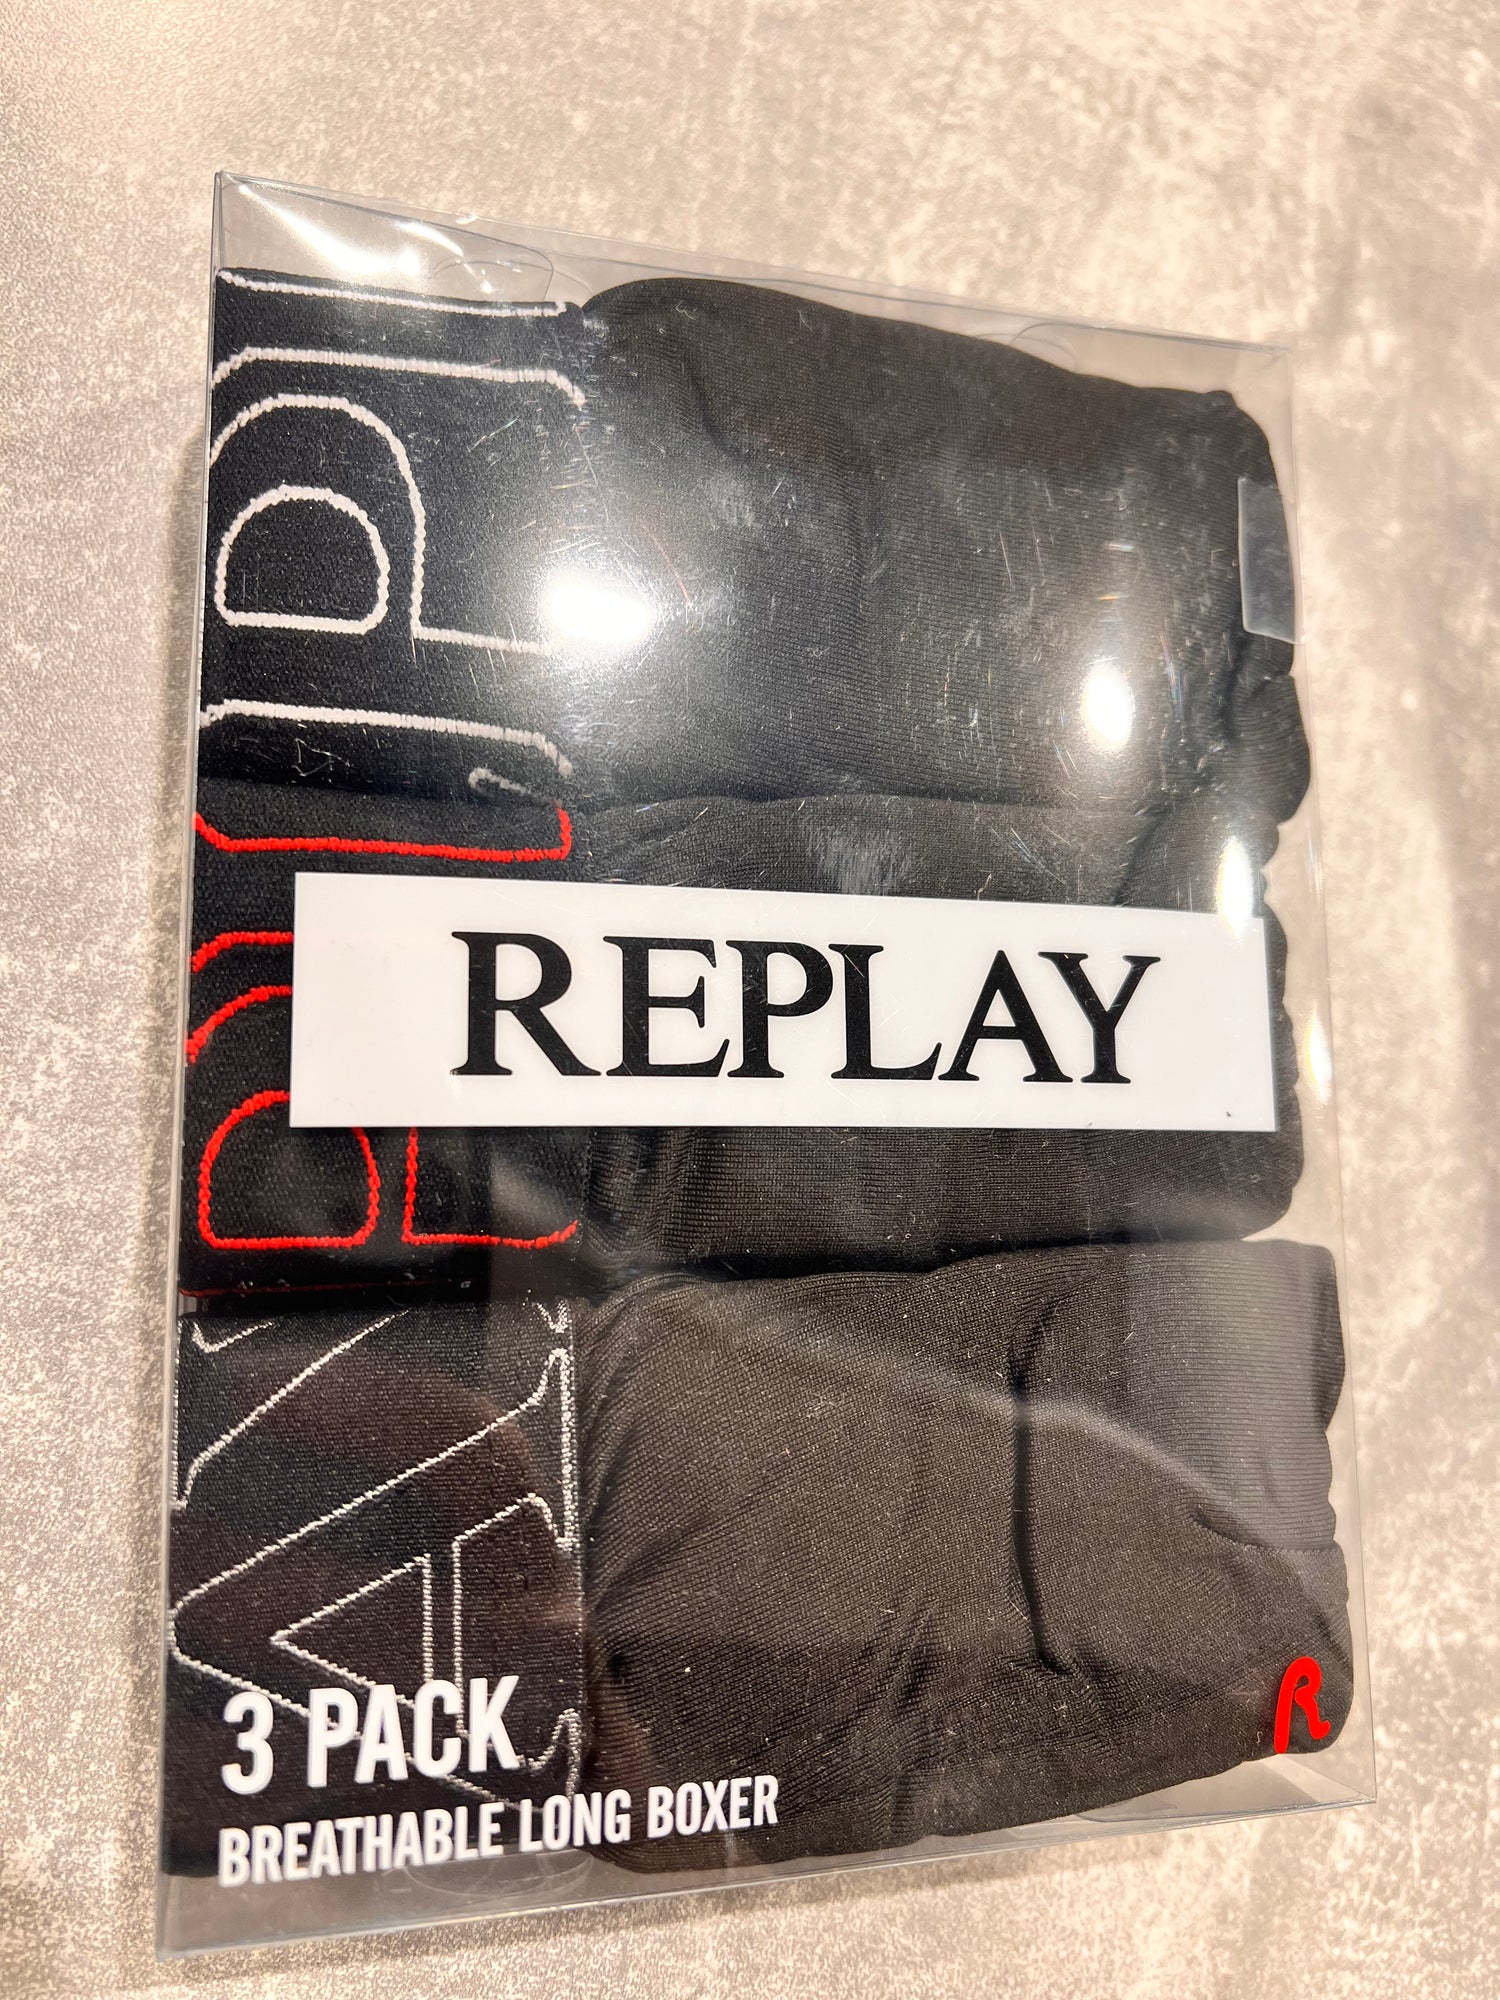 REPLAY
3 PACK
BREATHABLE LONG BOXER
R